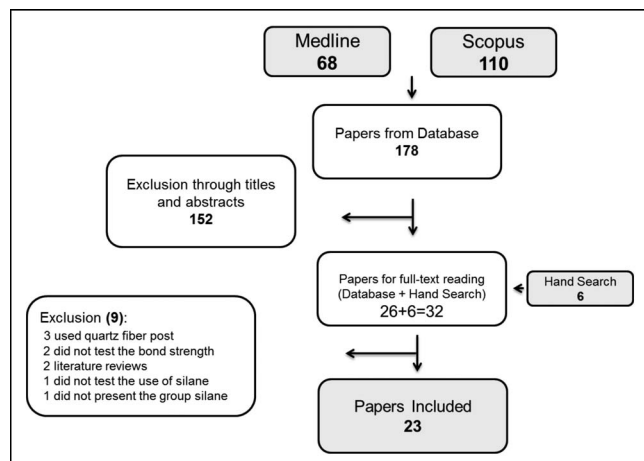 Medline
68
Scopus
110
Papers from Database
178
Exclusion through titles
and abstracts
152
Papers for full-text reading
(Database + Hand Search)
26+6=32
Hand Search
6
Exclusion (9):
3 used quartz fiber post
2 did not test the bond strength
2 literature reviews
1 did not test the use of silane
1 did not present the group silane
Papers Included
23